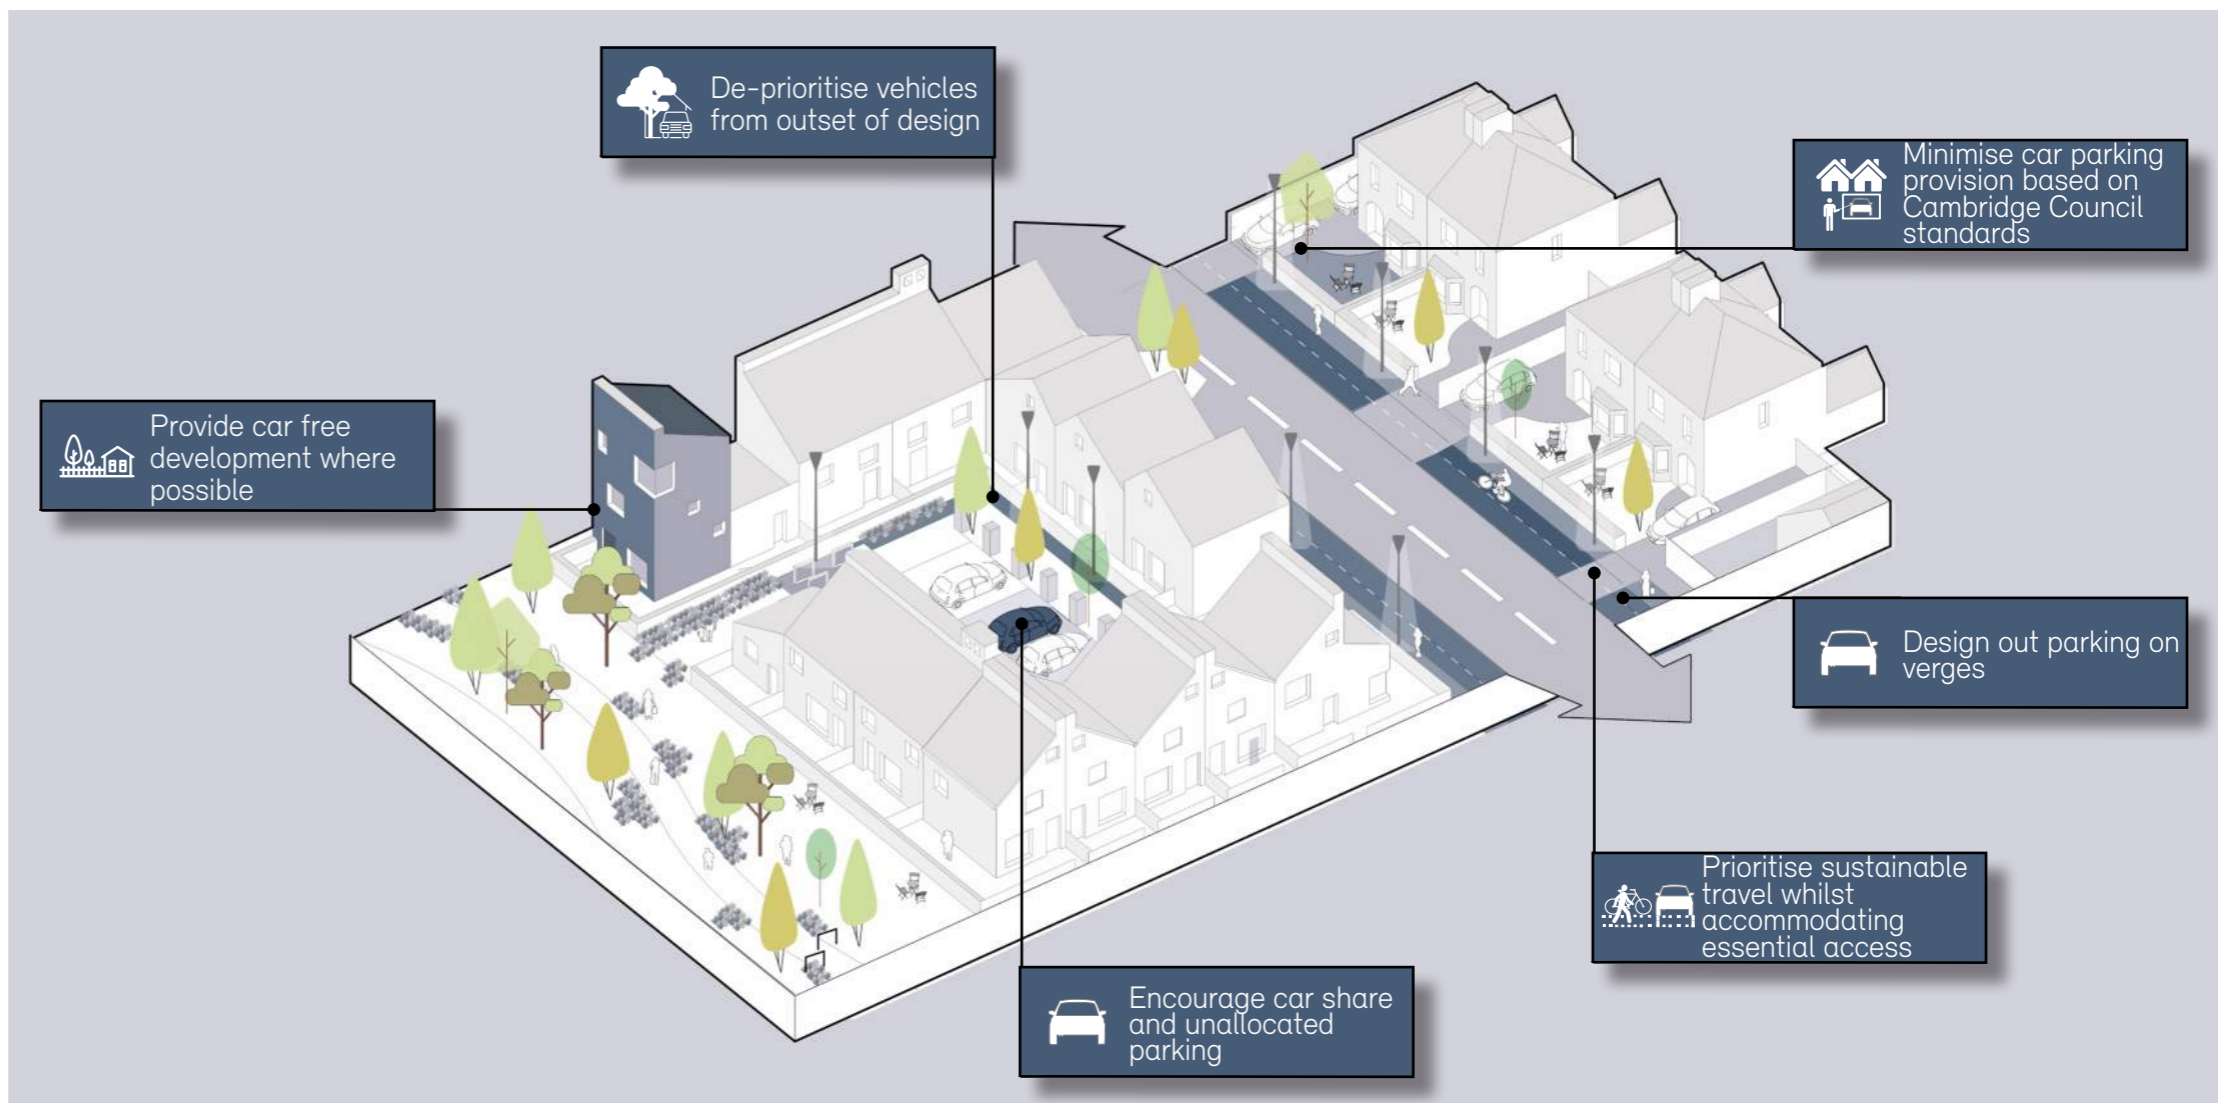 De-prioritise vehicles
from outset of design
Minimise car parking
provision based on
Cambridge Council
standards
Provide car free
development where
possible
Design out parking on
verges
Prioritise sustainable
travel whilst
accommodating
essential access
Encourage car share
and unallocated
parking